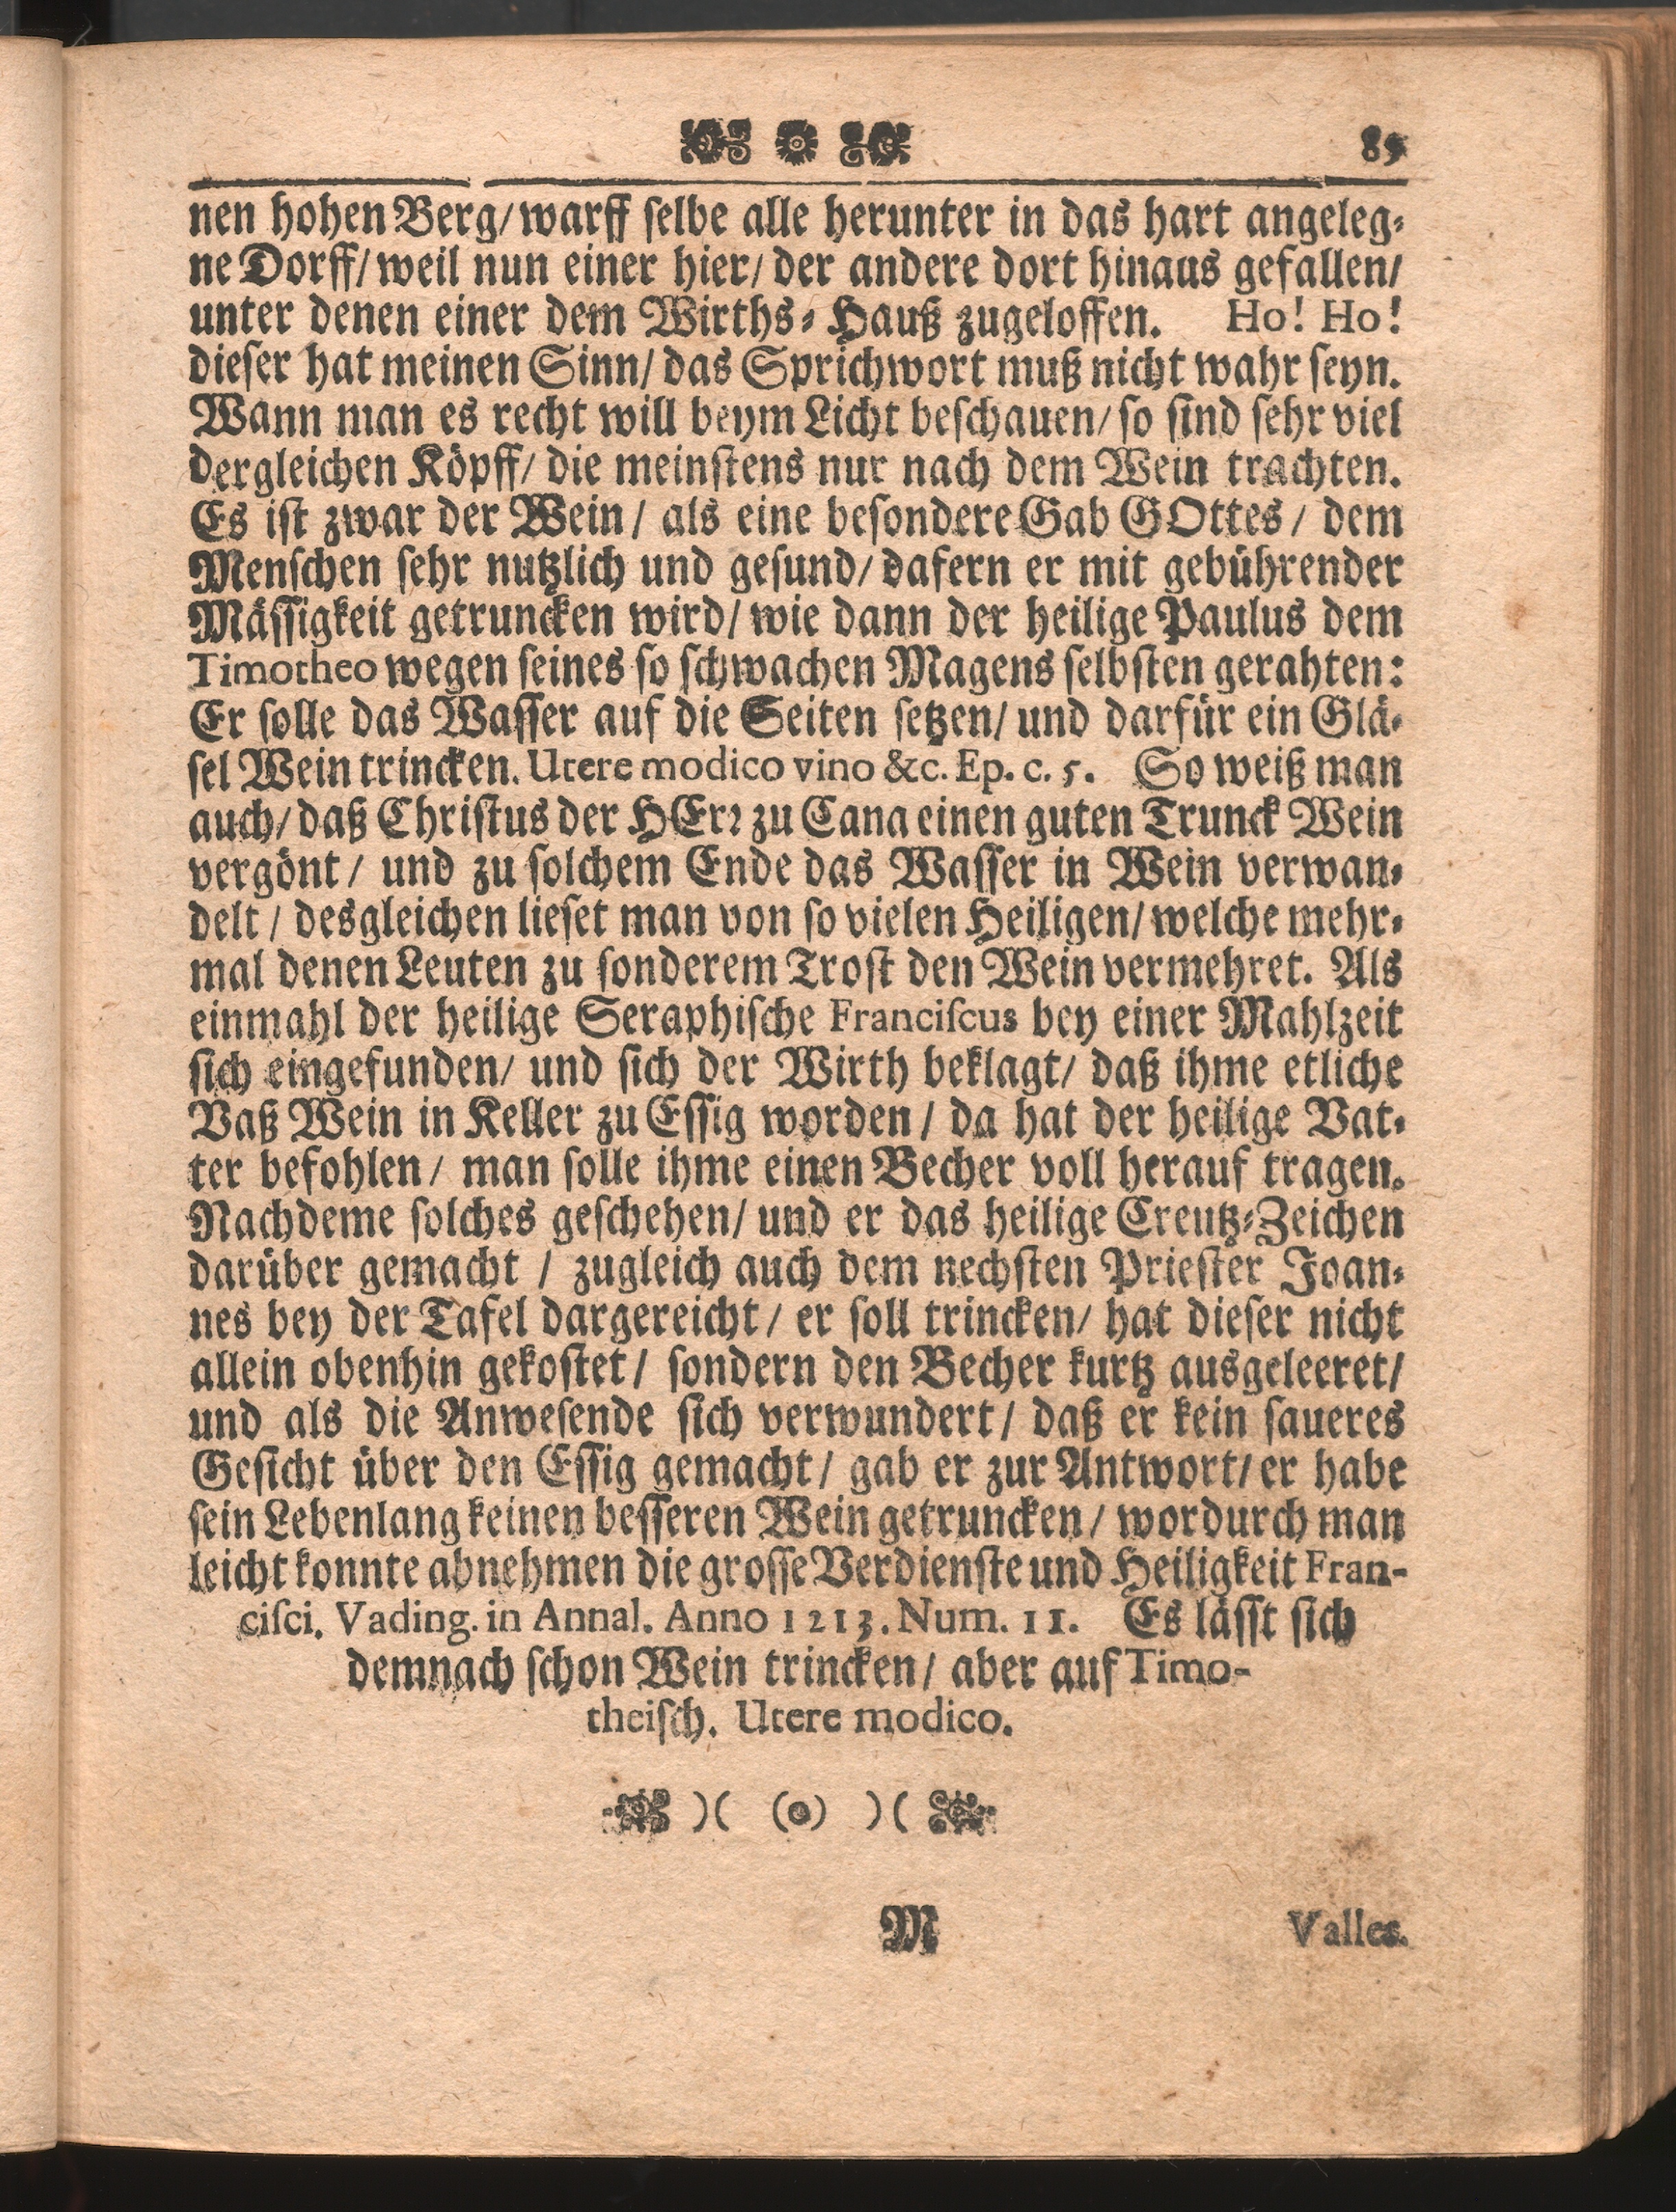 89
nen hohen Berg/ warff selbe alle herunter in das hart angeleg-
ne Dorff/ weil nun einer hier/ der andere dort hinaus gefallen/
unter denen einer dem Wirths-Hauß zugeloffen. Ho! Ho!
dieser hat meinen Sinn/ das Sprichwort muß nicht wahr seyn.
Wann man es recht will beym Licht beschauen/ so sind sehr viel
dergleichen Köpff/ die meinstens nur nach dem Wein trachten.
Es ist zwar der Wein/ als eine besondere Gab GOttes/ dem
Menschen sehr nutzlich und gesund/ dafern er mit gebührender
Mässigkeit getruncken wird/ wie dann der heilige Paulus dem
Timotheo wegen seines so schwachen Magens selbsten gerahten:
Er solle das Wasser auf die Seiten setzen/ und darfür ein Glä-
sel Wein trincken. Utere modico vino &c. Ep. c. 5. So weiß man
auch/ daß Christus der HErr zu Cana einen guten Trunck Wein
vergönt/ und zu solchem Ende das Wasser in Wein verwan-
delt/ desgleichen lieset man von so vielen Heiligen/ welche mehr-
mal denen Leuten zu sonderem Trost den Wein vermehret. Als
einmahl der heilige Seraphische Franciscus bey einer Mahlzeit
sich eingefunden/ und sich der Wirth beklagt/ daß ihme etliche
Vaß Wein in Keller zu Essig worden/ da hat der heilige Vat-
ter befohlen/ man solle ihme einen Becher voll herauf tragen.
Nachdeme solches geschehen/ und er das heilige Creutz-Zeichen
darüber gemacht/ zugleich auch dem nechsten Priester Joan-
nes bey der Tafel dargereicht/ er soll trincken/ hat dieser nicht
allein obenhin gekostet/ sondern den Becher kurtz ausgeleeret/
und als die Anwesende sich verwundert/ daß er kein saueres
Gesicht über den Essig gemacht/ gab er zur Antwort/ er habe
sein Lebenlang keinen besseren Wein getruncken/ wordurch man
leicht konnte abnehmen die grosse Verdienste und Heiligkeit Fran-
cisci. Vading. in Annal. Anno 1213. Num. 11. Es lässt sich
demnach schon Wein trincken/ aber auf Timo-
theisch. Utere modico.
)( (o) )(
M Valles.